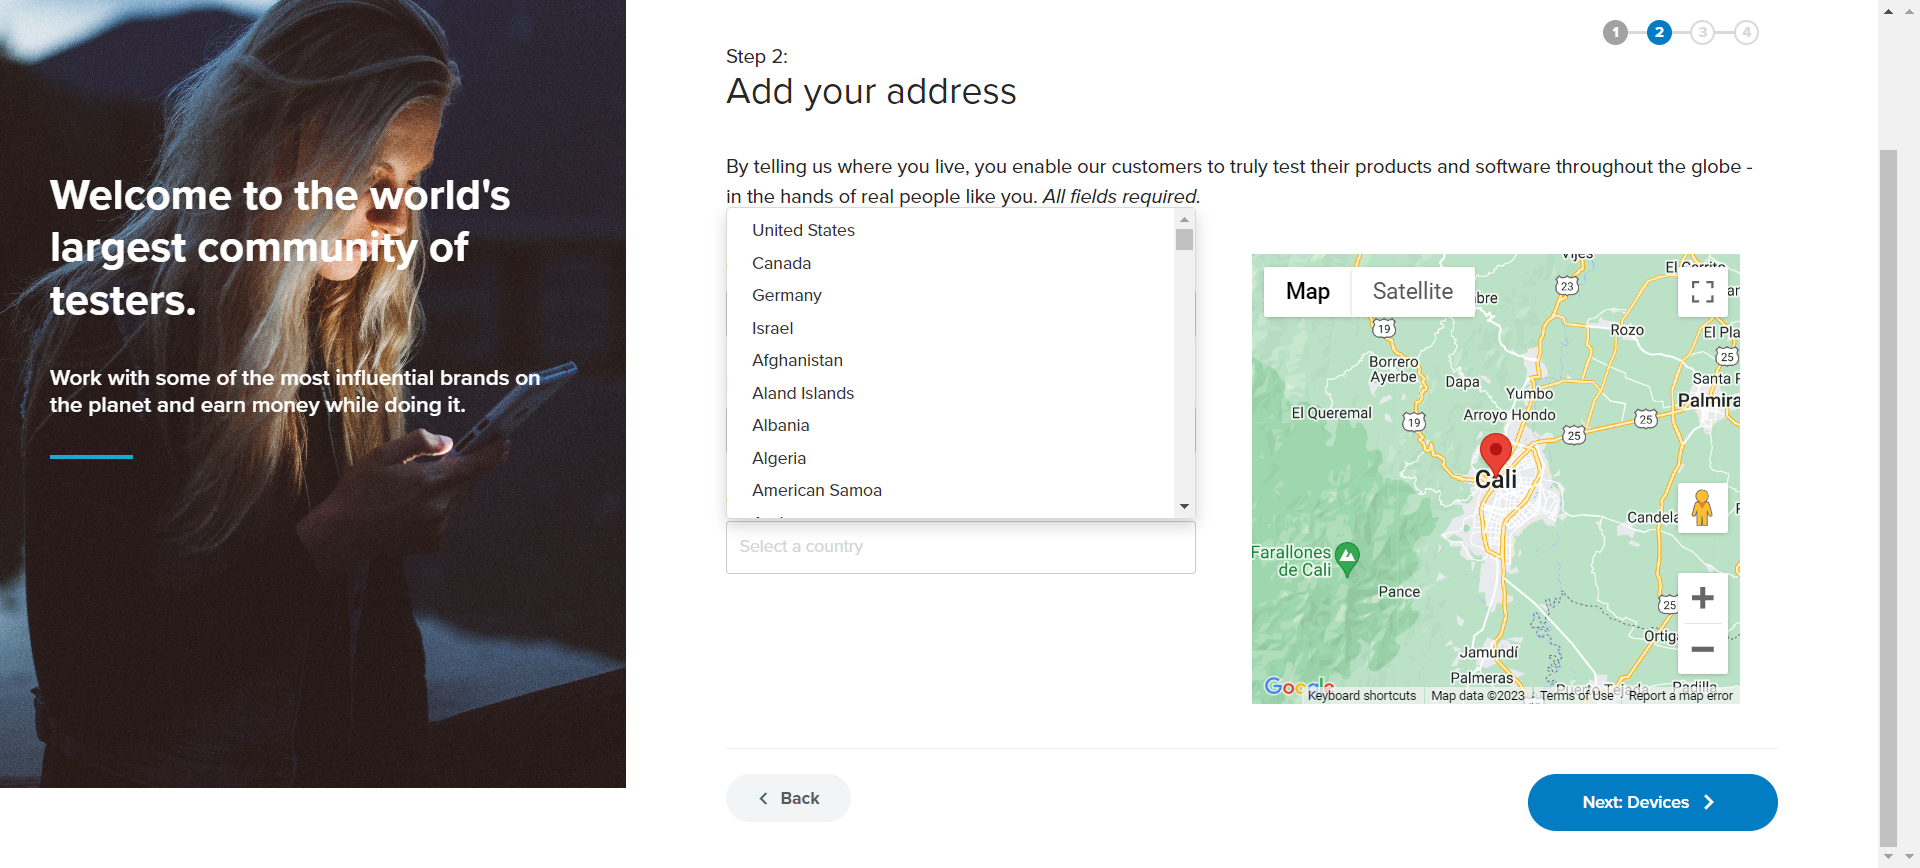 Welcome to the world's
largest community of
testers.
Work with some of the most influential brands on
the planet and earn money while doing it.
1 2 3 4
Step 2:
Add your address
By telling us where you live, you enable our customers to truly test their products and software throughout the globe -
in the hands of real people like you. All fields required.
United States
Canada
Germany
Israel
Afghanistan
Aland Islands
Albania
Algeria
American Samoa
Select a country
Map
Satellite
23
Rozo
El Pla
19
25
Borrero
Ayerbe
Dapa
Santa
Yumbo
Palmira
El Queremal
Arroyo Hondo
19
25
25
Cali
Candela
Farallones
de Cali
Pance
25
Ortig
Jamundí
Palmeras
Puerto Tejada
Padilla
Google
Keyboard shortcuts
Map data ©2023
Terms of Use
Report a map error
Back
Next: Devices